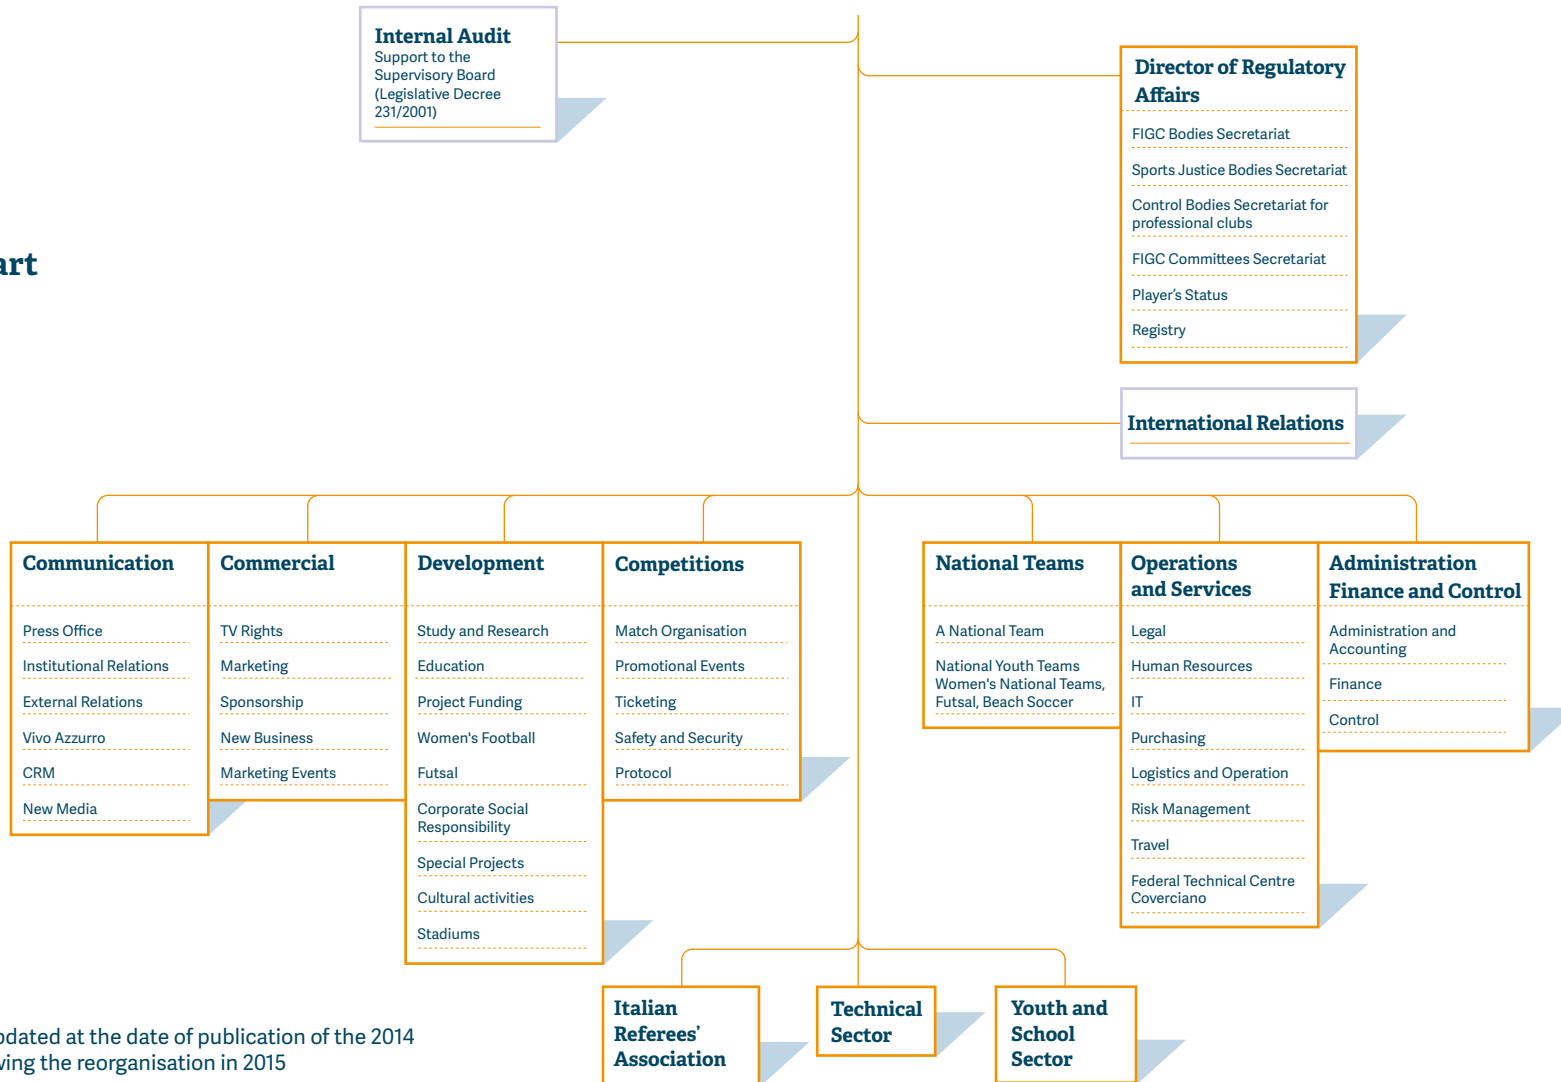 Internal Audit
Support to the
Supervisory Board
(Legislative Decree
231/2001)
Director of Regulatory
Affairs
FIGC Bodies Secretariat
Sports Justice Bodies Secretariat
Control Bodies Secretariat for
professional clubs
FIGC Committees Secretariat
Player's Status
Registry
International Relations
Communication
Press Office
Institutional Relations
External Relations
Vivo Azzurro
CRM
New Media
Commercial
TV Rights
Marketing
Sponsorship
New Business
Marketing Events
Development
Study and Research
Education
Project Funding
Women's Football
Futsal
Corporate Social
Responsibility
Special Projects
Cultural activities
Stadiums
Competitions
Match Organisation
Promotional Events
Ticketing
Safety and Security
Protocol
National Teams
A National Team
National Youth Teams
Women's National Teams,
Futsal, Beach Soccer
Operations
and Services
Legal
Human Resources
IT
Purchasing
Logistics and Operation
Risk Management
Travel
Federal Technical Centre
Coverciano
Administration
Finance and Control
Administration and
Accounting
Finance
Control
Italian
Referees'
Association
Technical
Sector
Youth and
School
Sector
at the date of publication of the 2014
the reorganisation in 2015